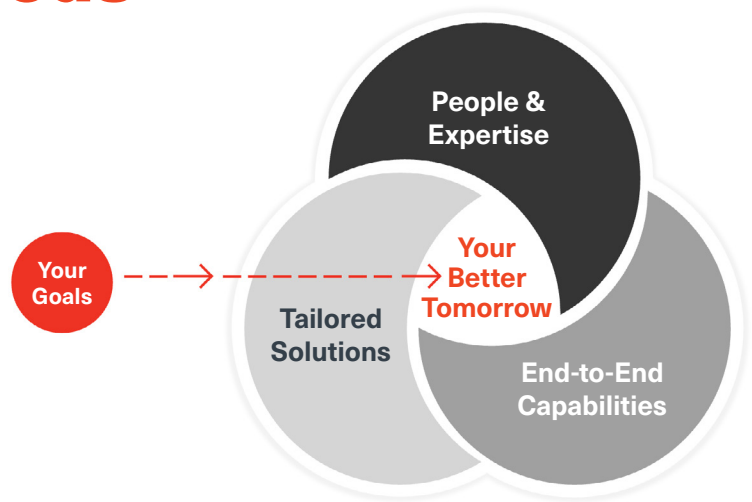 People &
Expertise
Your
Goals
Your
Better
Tomorrow
Tailored
Solutions
End-to-End
Capabilities